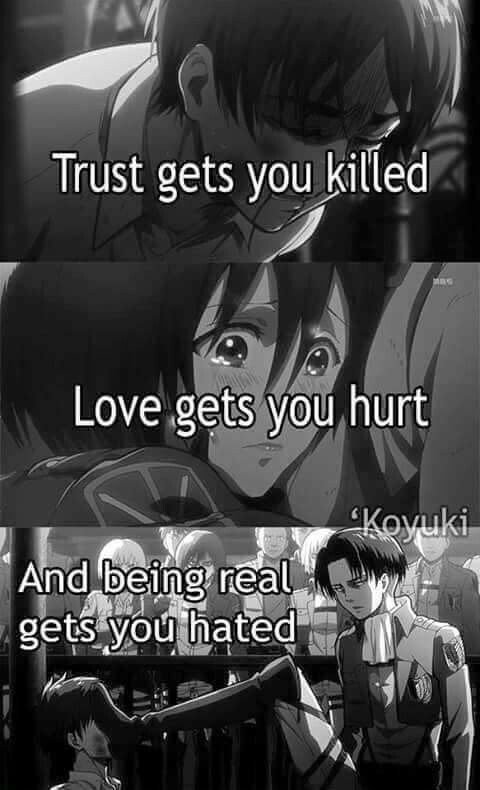 Trust gets you killed
Love gets you hurt
‘Koyuki
And being real
gets you hated